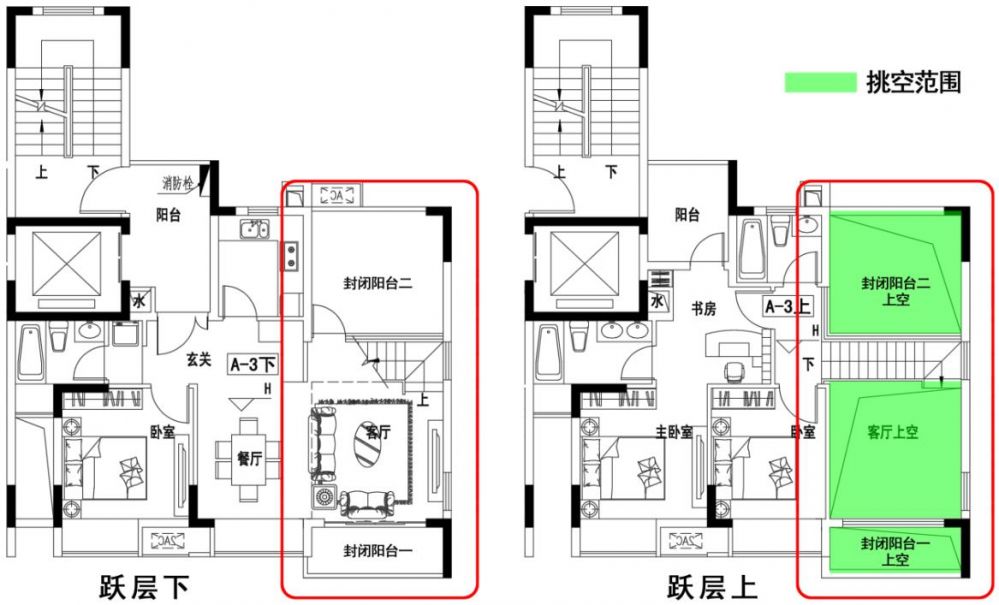 挑空范围
上
下
消防栓
阳台
AC
封闭阳台二
水
玄关
A-3下
H
上
卧室
餐厅
客厅
2AC
封闭阳台一
跃层下
上
下
阳台
封闭阳台二
上空
水
书房
A-3上
H
下
主卧室
卧室
客厅上空
2AC
封闭阳台一
上空
跃层上